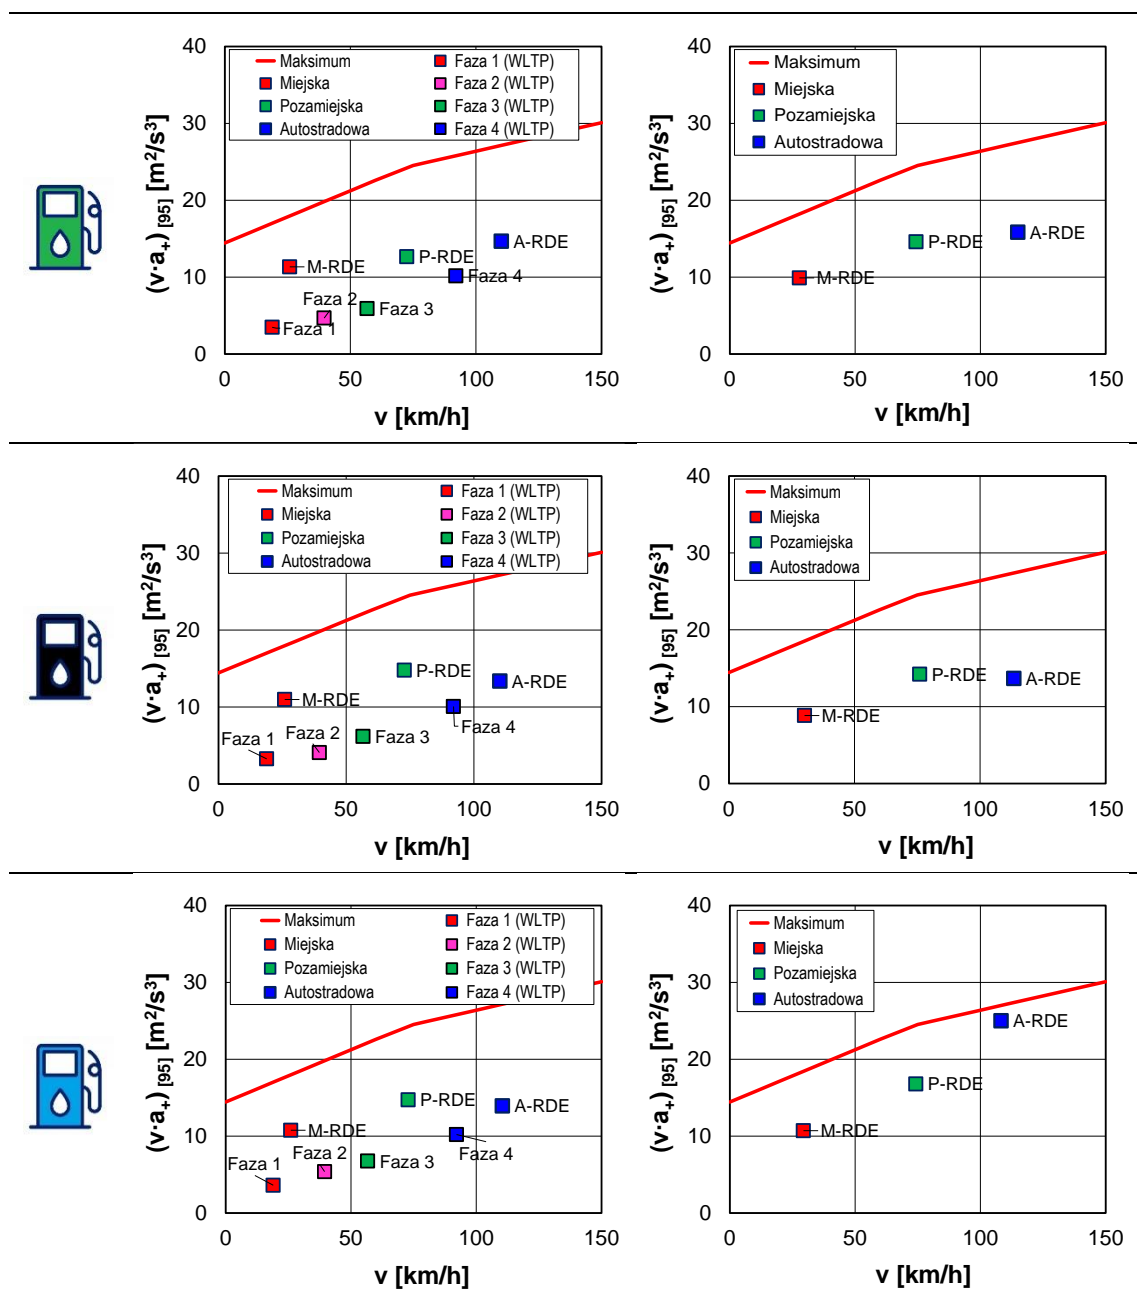 40
30
20
10
0
0 50 100 150
(v·a+) [95] [m²/s³]
v [km/h]
Maksimum Faza 1 (WLTP)
Miejska Faza 2 (WLTP)
Pozamiejska Faza 3 (WLTP)
Autostradowa Faza 4 (WLTP)
A-RDE
P-RDE
M-RDE
Faza 4
Faza 2
Faza 3
Faza 1
40
30
20
10
0
0 50 100 150
(v·a+) [95] [m²/s³]
v [km/h]
Maksimum
Miejska
Pozamiejska
Autostradowa
A-RDE
P-RDE
M-RDE
40
30
20
10
0
0 50 100 150
(v·a+) [95] [m²/s³]
v [km/h]
Maksimum Faza 1 (WLTP)
Miejska Faza 2 (WLTP)
Pozamiejska Faza 3 (WLTP)
Autostradowa Faza 4 (WLTP)
P-RDE
A-RDE
M-RDE
Faza 4
Faza 1
Faza 2
Faza 3
40
30
20
10
0
0 50 100 150
(v·a+) [95] [m²/s³]
v [km/h]
Maksimum
Miejska
Pozamiejska
Autostradowa
P-RDE
A-RDE
M-RDE
40
30
20
10
0
0 50 100 150
(v·a+) [95] [m²/s³]
v [km/h]
Maksimum Faza 1 (WLTP)
Miejska Faza 2 (WLTP)
Pozamiejska Faza 3 (WLTP)
Autostradowa Faza 4 (WLTP)
P-RDE
A-RDE
M-RDE
Faza 2
Faza 4
Faza 1
Faza 3
40
30
20
10
0
0 50 100 150
(v·a+) [95] [m²/s³]
v [km/h]
Maksimum
Miejska
Pozamiejska
Autostradowa
A-RDE
P-RDE
M-RDE